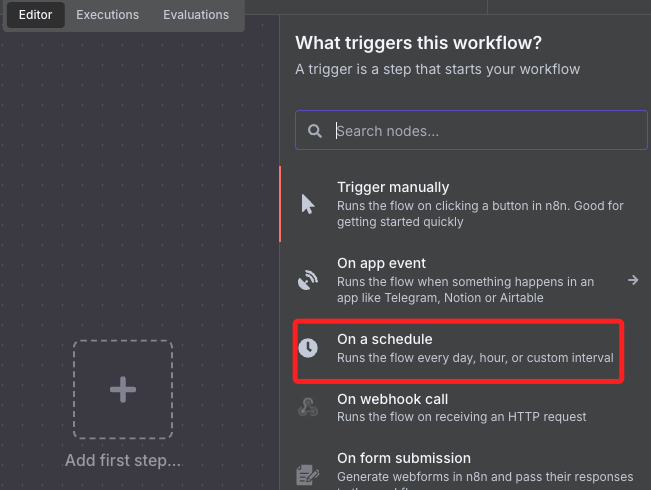 Editor Executions Evaluations
What triggers this workflow?
A trigger is a step that starts your workflow
Search nodes...
Trigger manually
Runs the flow on clicking a button in n8n. Good for
getting started quickly
On app event
Runs the flow when something happens in an
app like Telegram, Notion or Airtable
On a schedule
Runs the flow every day, hour, or custom interval
On webhook call
Runs the flow on receiving an HTTP request
On form submission
Generate webforms in n8n and pass their responses
Add first step...